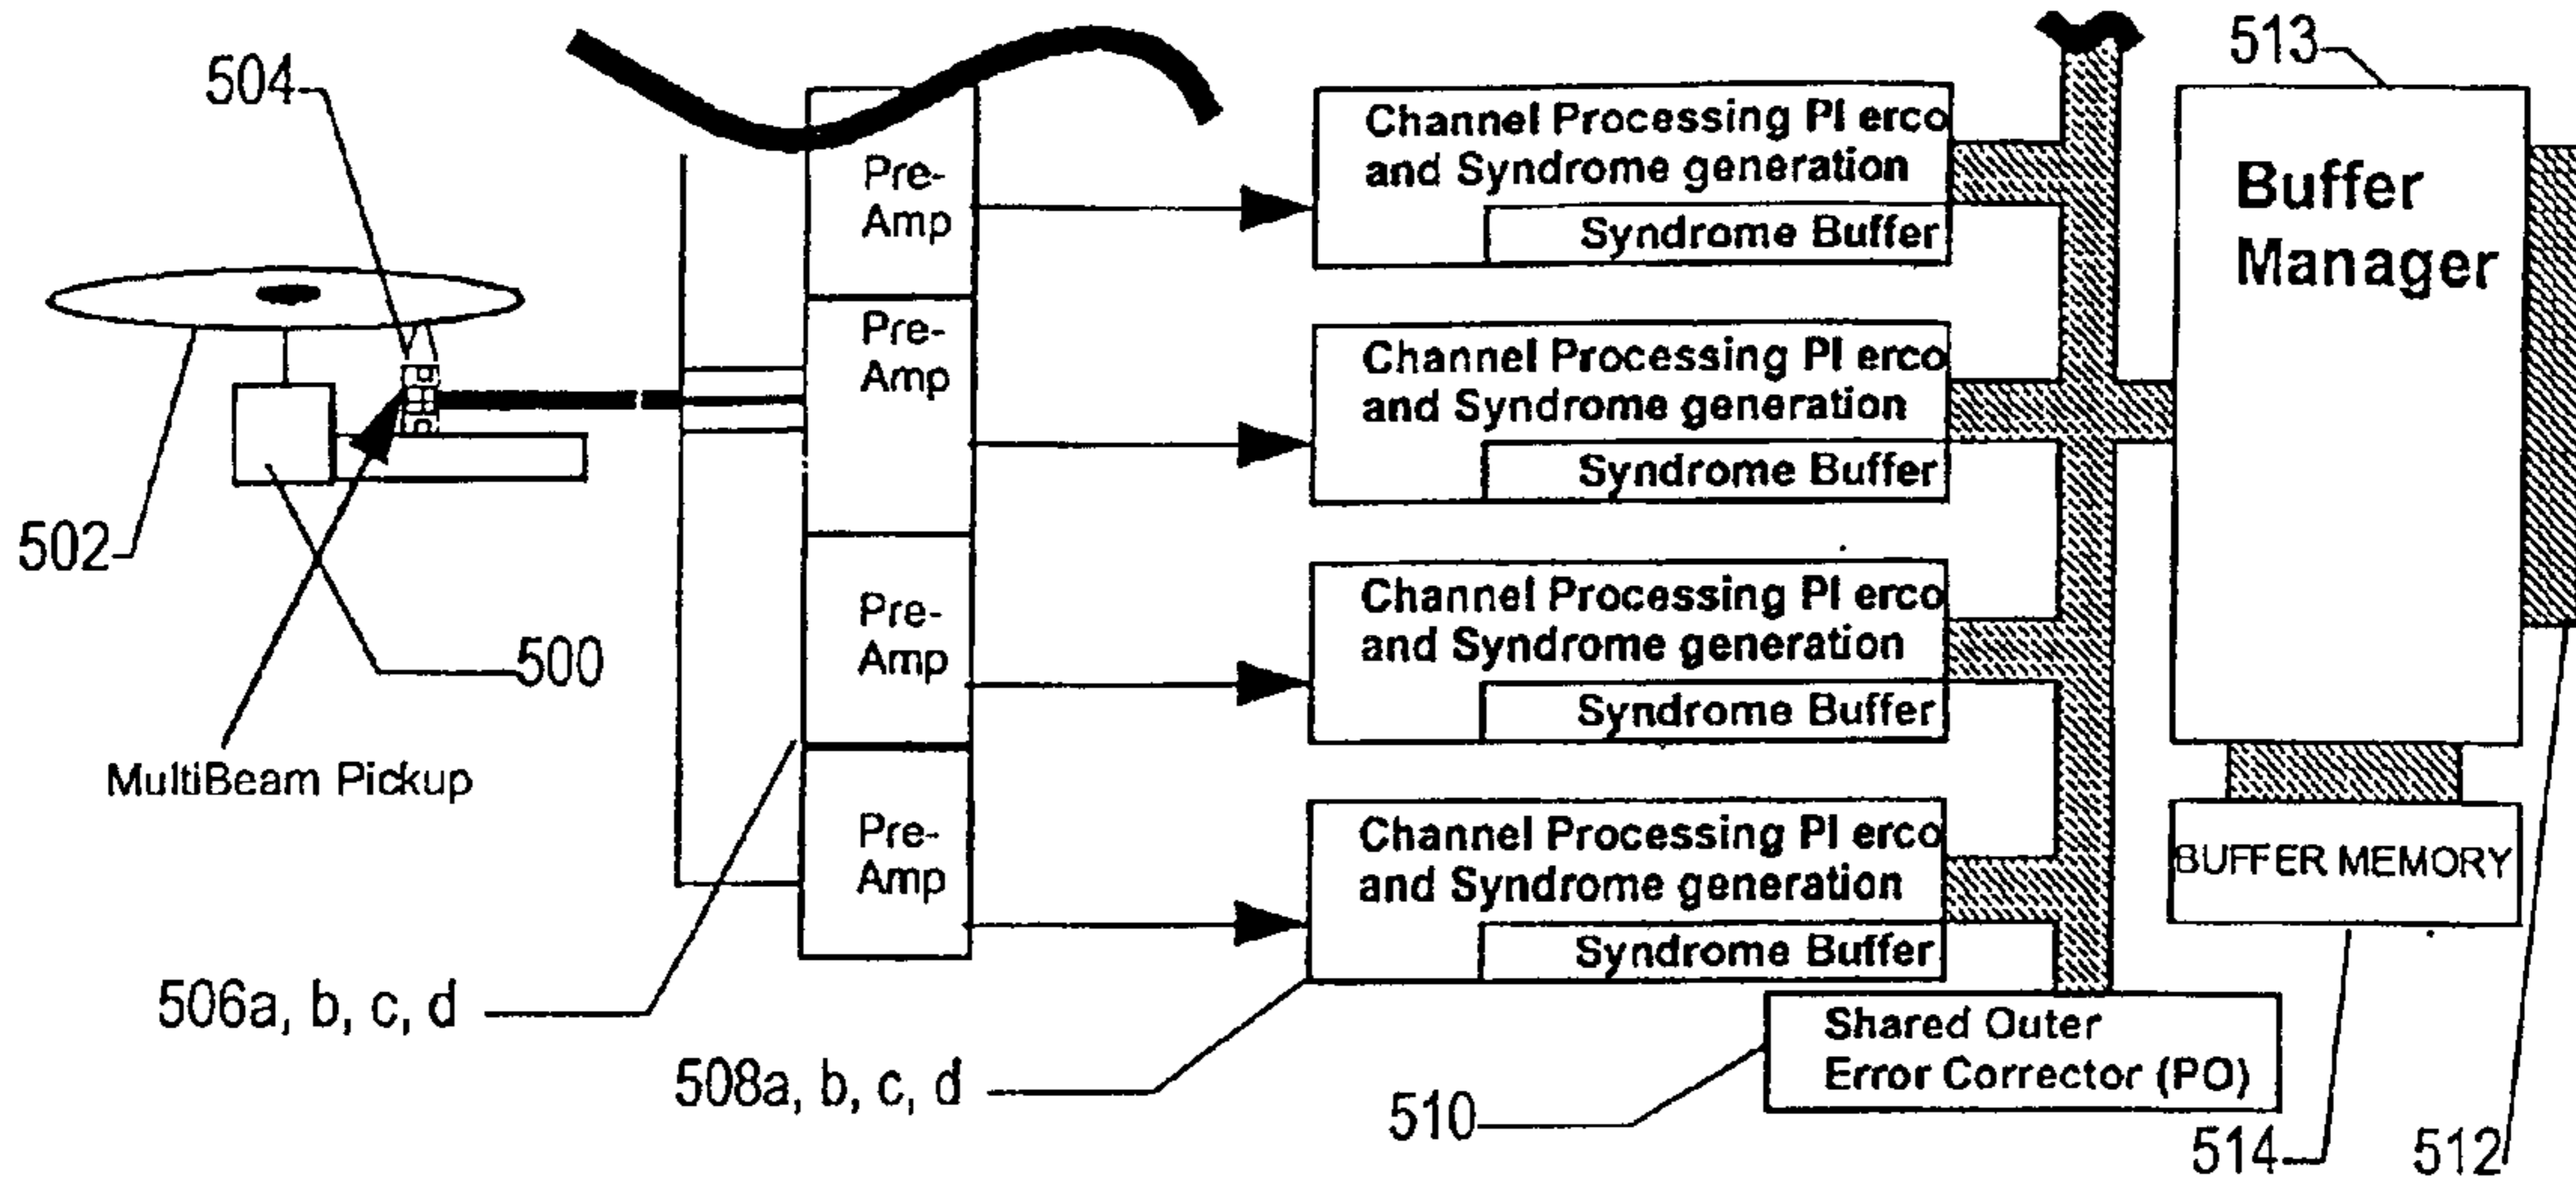 504
502
500
MultiBeam Pickup
506a, b, c, d
Pre-
Amp
Pre-
Amp
Pre-
Amp
Pre-
Amp
508a, b, c, d
Channel Processing PI erco
and Syndrome generation
Syndrome Buffer
Channel Processing PI erco
and Syndrome generation
Syndrome Buffer
Channel Processing PI erco
and Syndrome generation
Syndrome Buffer
Channel Processing PI erco
and Syndrome generation
Syndrome Buffer
Shared Outer
Error Corrector (PO)
510
513
Buffer
Manager
BUFFER MEMORY
514
512